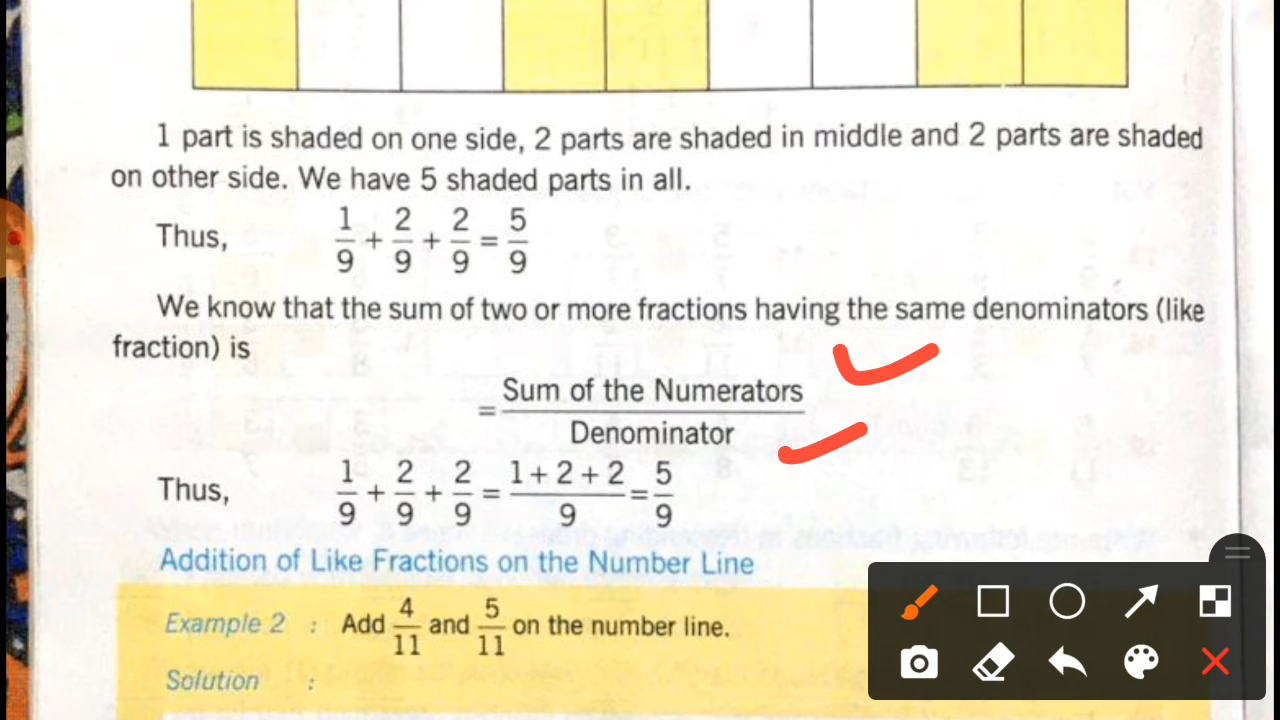 1 part is shaded on one side, 2 parts are shaded in middle and 2 parts are shaded
on other side. We have 5 shaded parts in all.
Thus, 1/9 + 2/9 + 2/9 = 5/9
We know that the sum of two or more fractions having the same denominators (like
fraction) is
= Sum of the Numerators / Denominator
Thus, 1/9 + 2/9 + 2/9 = (1 + 2 + 2)/9 = 5/9
Addition of Like Fractions on the Number Line
Example 2 : Add 4/11 and 5/11 on the number line.
Solution :